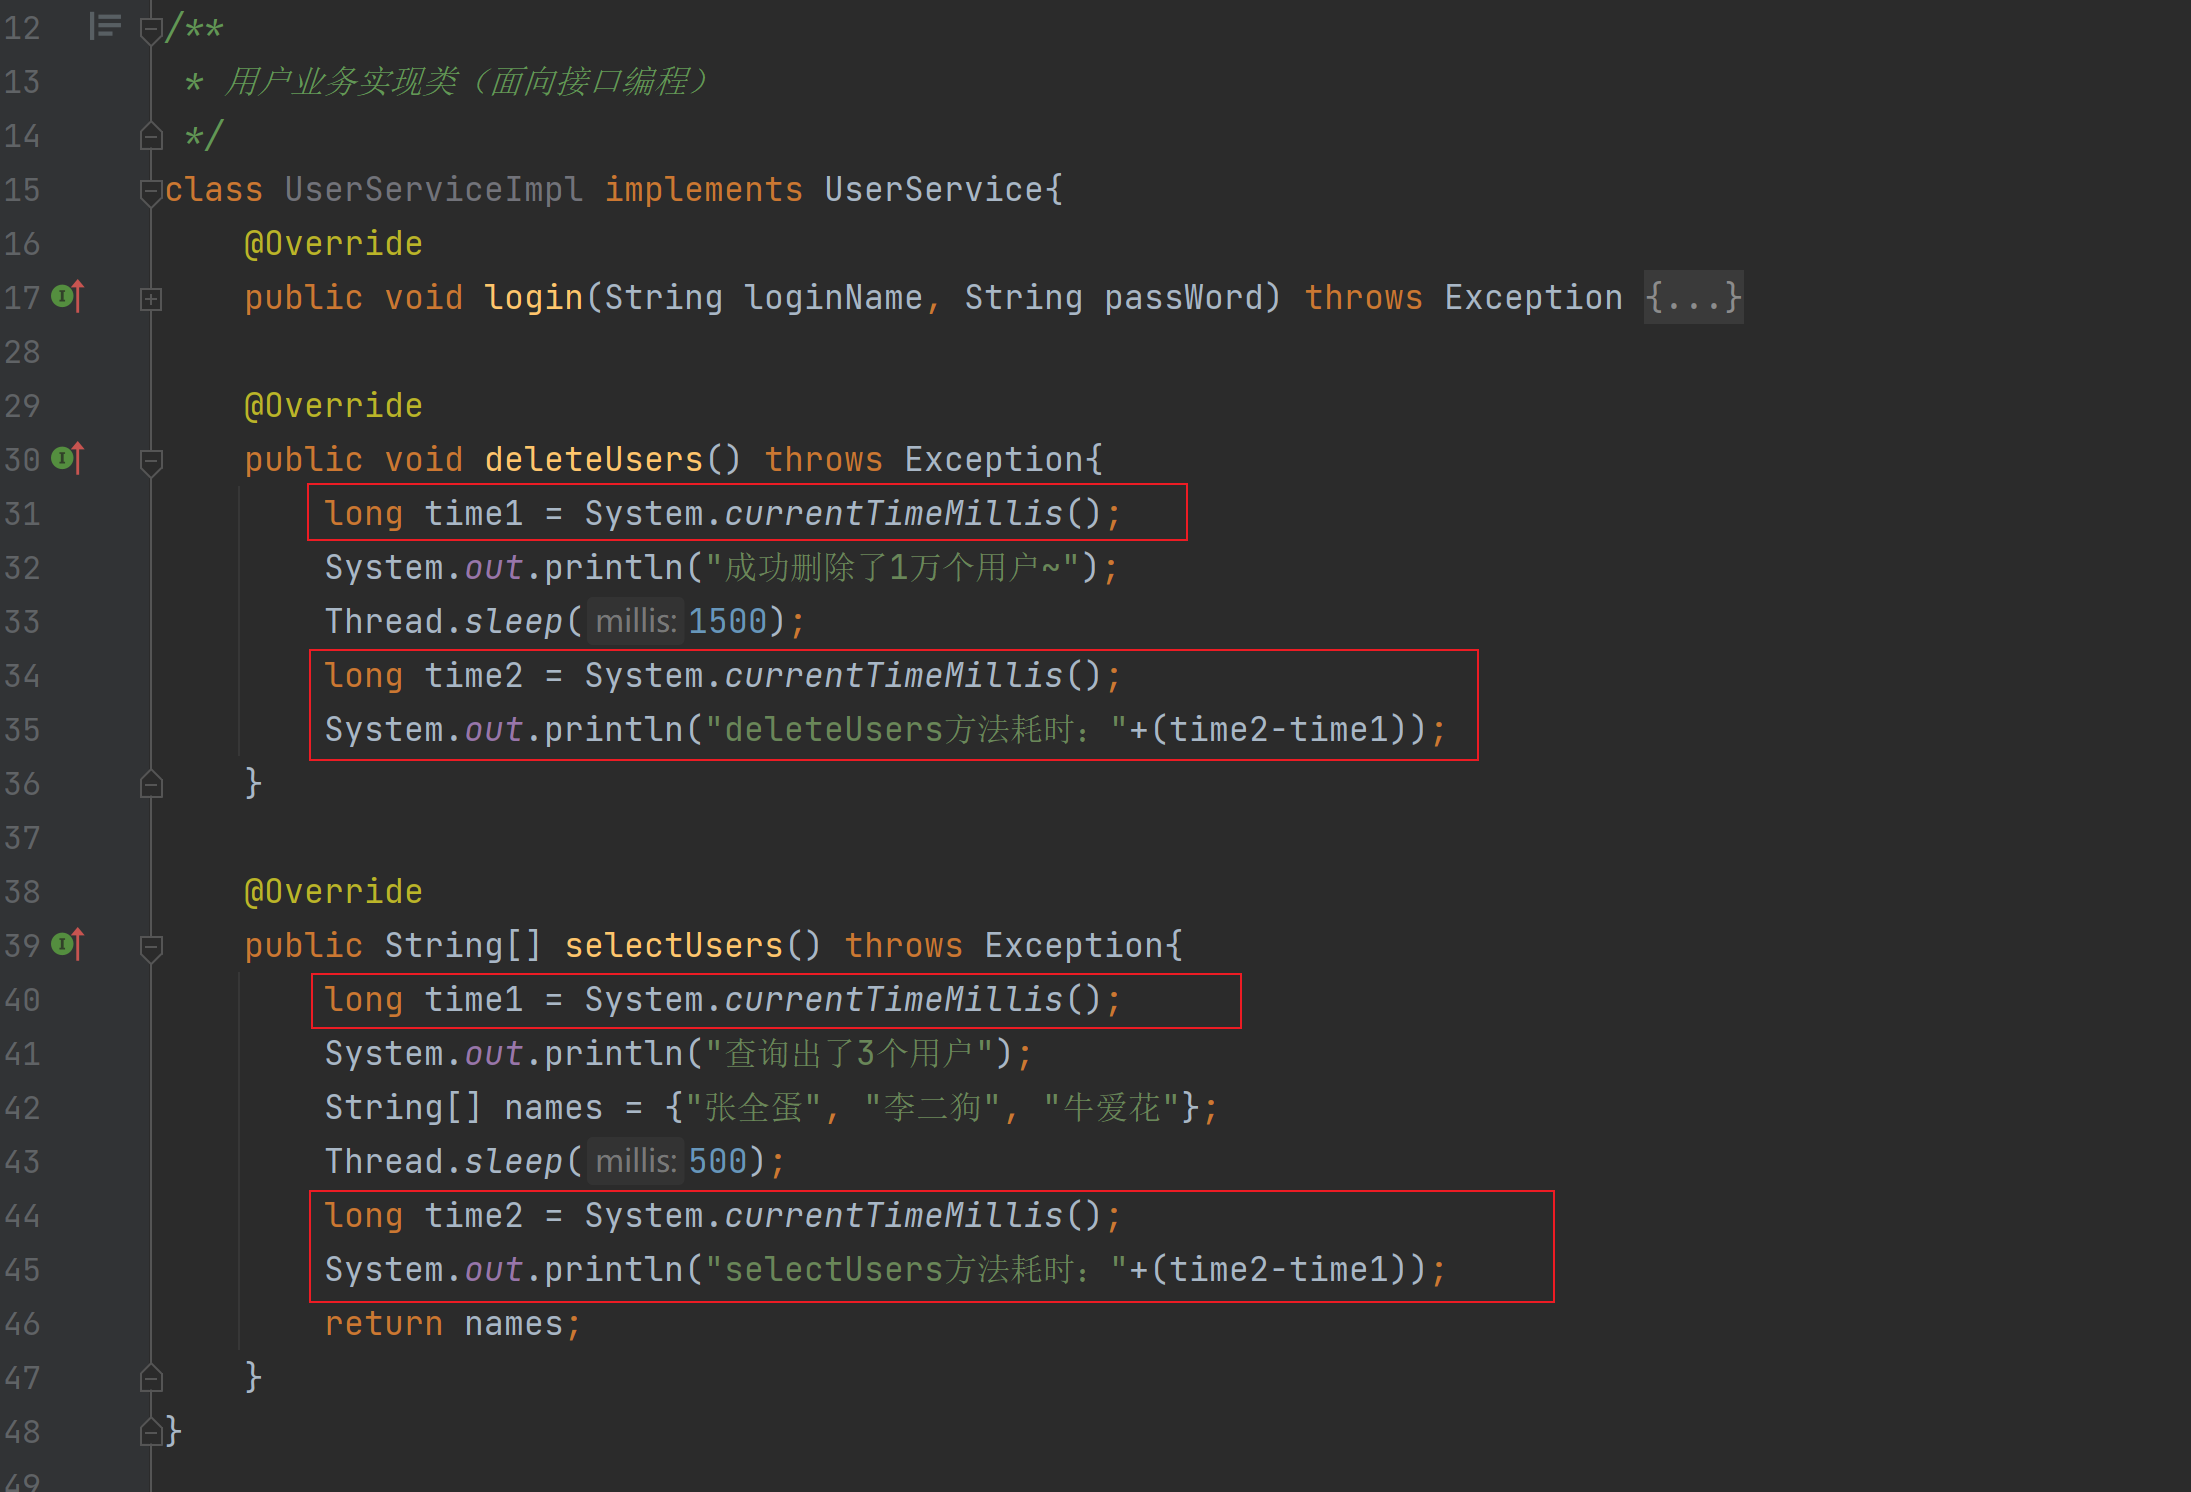 12 /**
13 * 用户业务实现类（面向接口编程）
14 */
15 class UserServiceImpl implements UserService{
16 @Override
17 public void login(String loginName, String passWord) throws Exception {...}
28
29 @Override
30 public void deleteUsers() throws Exception{
31 long time1 = System.currentTimeMillis();
32 System.out.println("成功删除了1万个用户~");
33 Thread.sleep( millis: 1500);
34 long time2 = System.currentTimeMillis();
35 System.out.println("deleteUsers方法耗时："+(time2-time1));
36 }
37
38 @Override
39 public String[] selectUsers() throws Exception{
40 long time1 = System.currentTimeMillis();
41 System.out.println("查询出了3个用户");
42 String[] names = {"张全蛋", "李二狗", "牛爱花"};
43 Thread.sleep( millis: 500);
44 long time2 = System.currentTimeMillis();
45 System.out.println("selectUsers方法耗时："+(time2-time1));
46 return names;
47 }
48 }
49